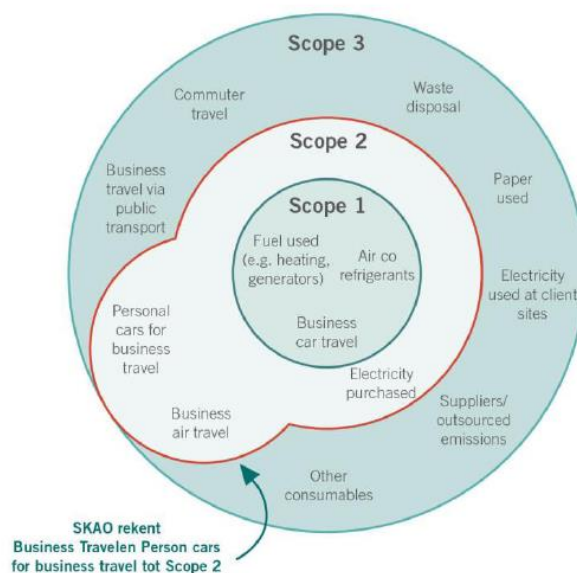 Scope 3
Commuter
travel
Waste
disposal
Scope 2
Business
travel via
public
transport
Paper
used
Scope 1
Fuel used
(e.g. heating,
generators)
Air co
refrigerants
Electricity
used at client
sites
Personal
cars for
business
travel
Business
car travel
Electricity
purchased
Business
air travel
Suppliers/
outsourced
emissions
Other
consumables
SKAO rekent
Business Travelen Person cars
for business travel tot Scope 2